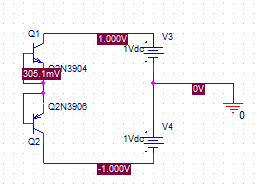 Q1
1.000V
V3
1Vdc
Q2N3904
305.1mV
0V
0
Q2N3906
Q2
1Vdc
V4
-1.000V